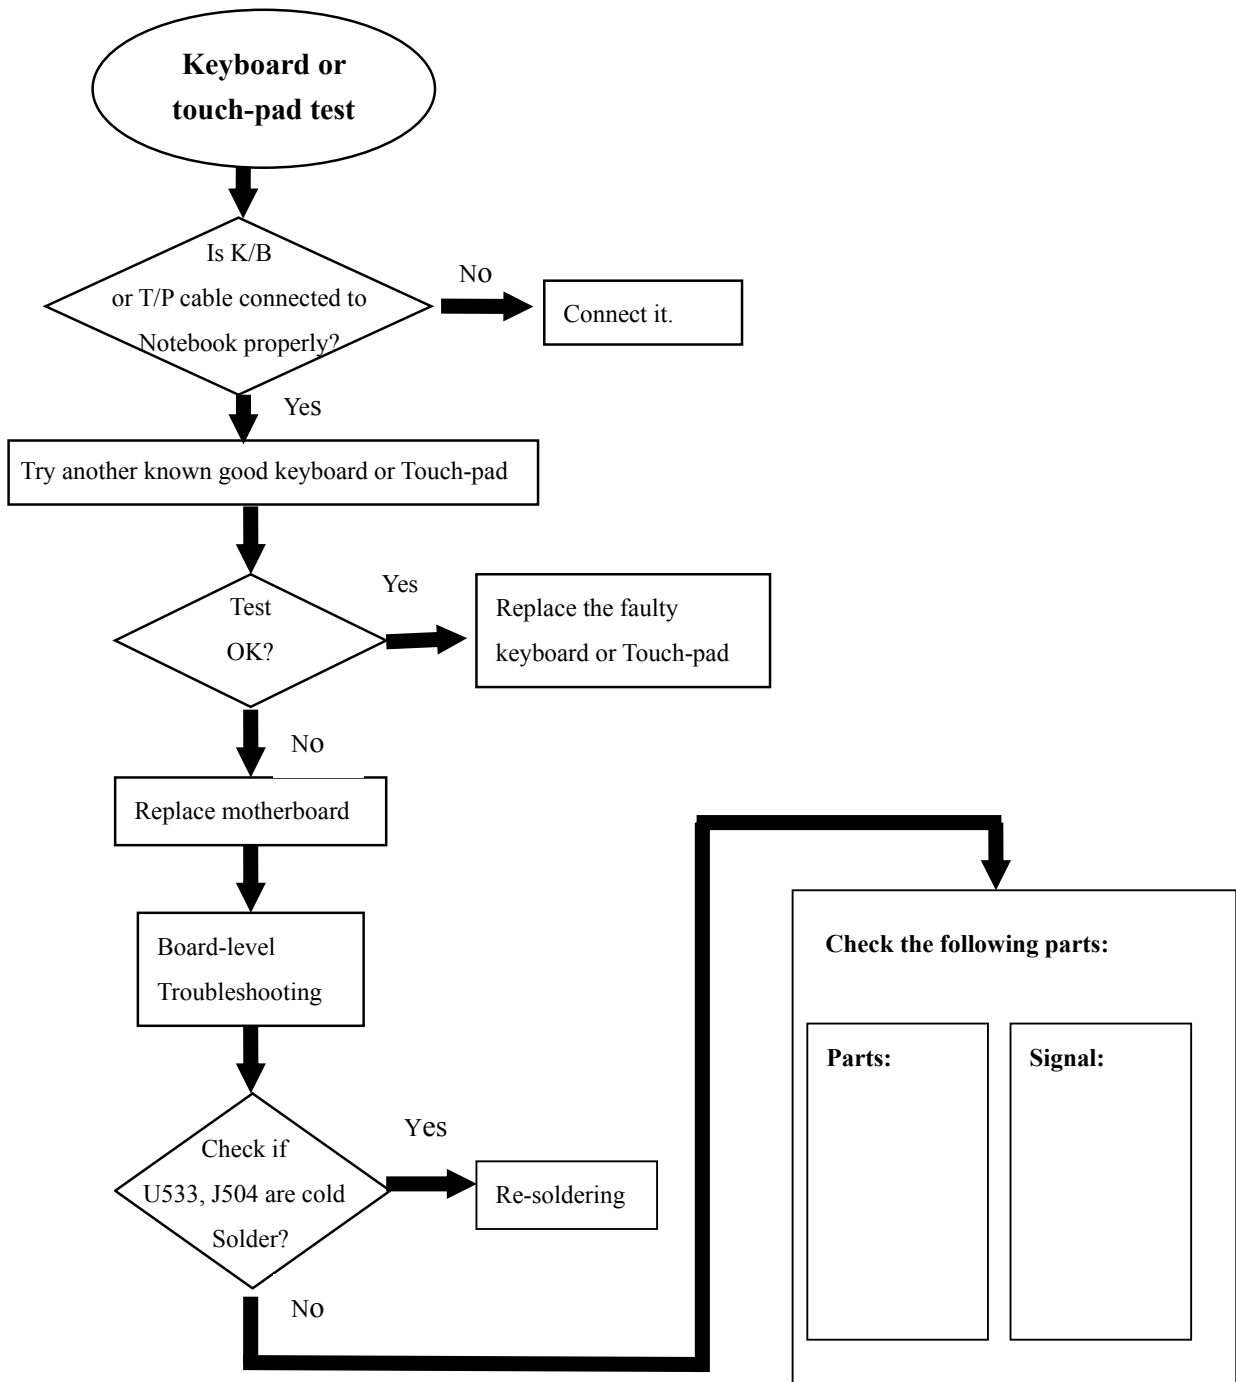 Keyboard or
touch-pad test
Is K/B
or T/P cable connected to
Notebook properly?
No
Connect it.
Yes
Try another known good keyboard or Touch-pad
Test
OK?
Yes
Replace the faulty
keyboard or Touch-pad
No
Replace motherboard
Board-level
Troubleshooting
Check if
U533, J504 are cold
Solder?
Yes
Re-soldering
No
Check the following parts:
Parts:
Signal: